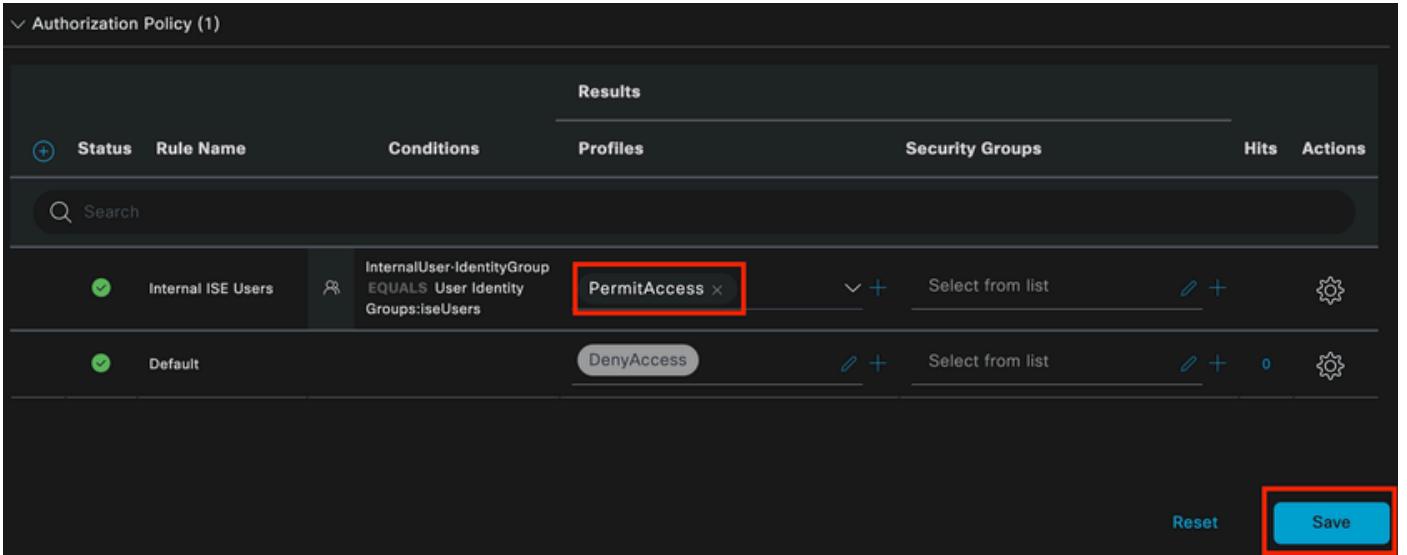 Authorization Policy (1)
Results
Status Rule Name Conditions Profiles Security Groups Hits Actions
Search
Internal ISE Users
InternalUser·IdentityGroup
EQUALS User Identity
Groups:iseUsers
PermitAccess ×
Select from list
Default
DenyAccess
Select from list
0
Reset Save